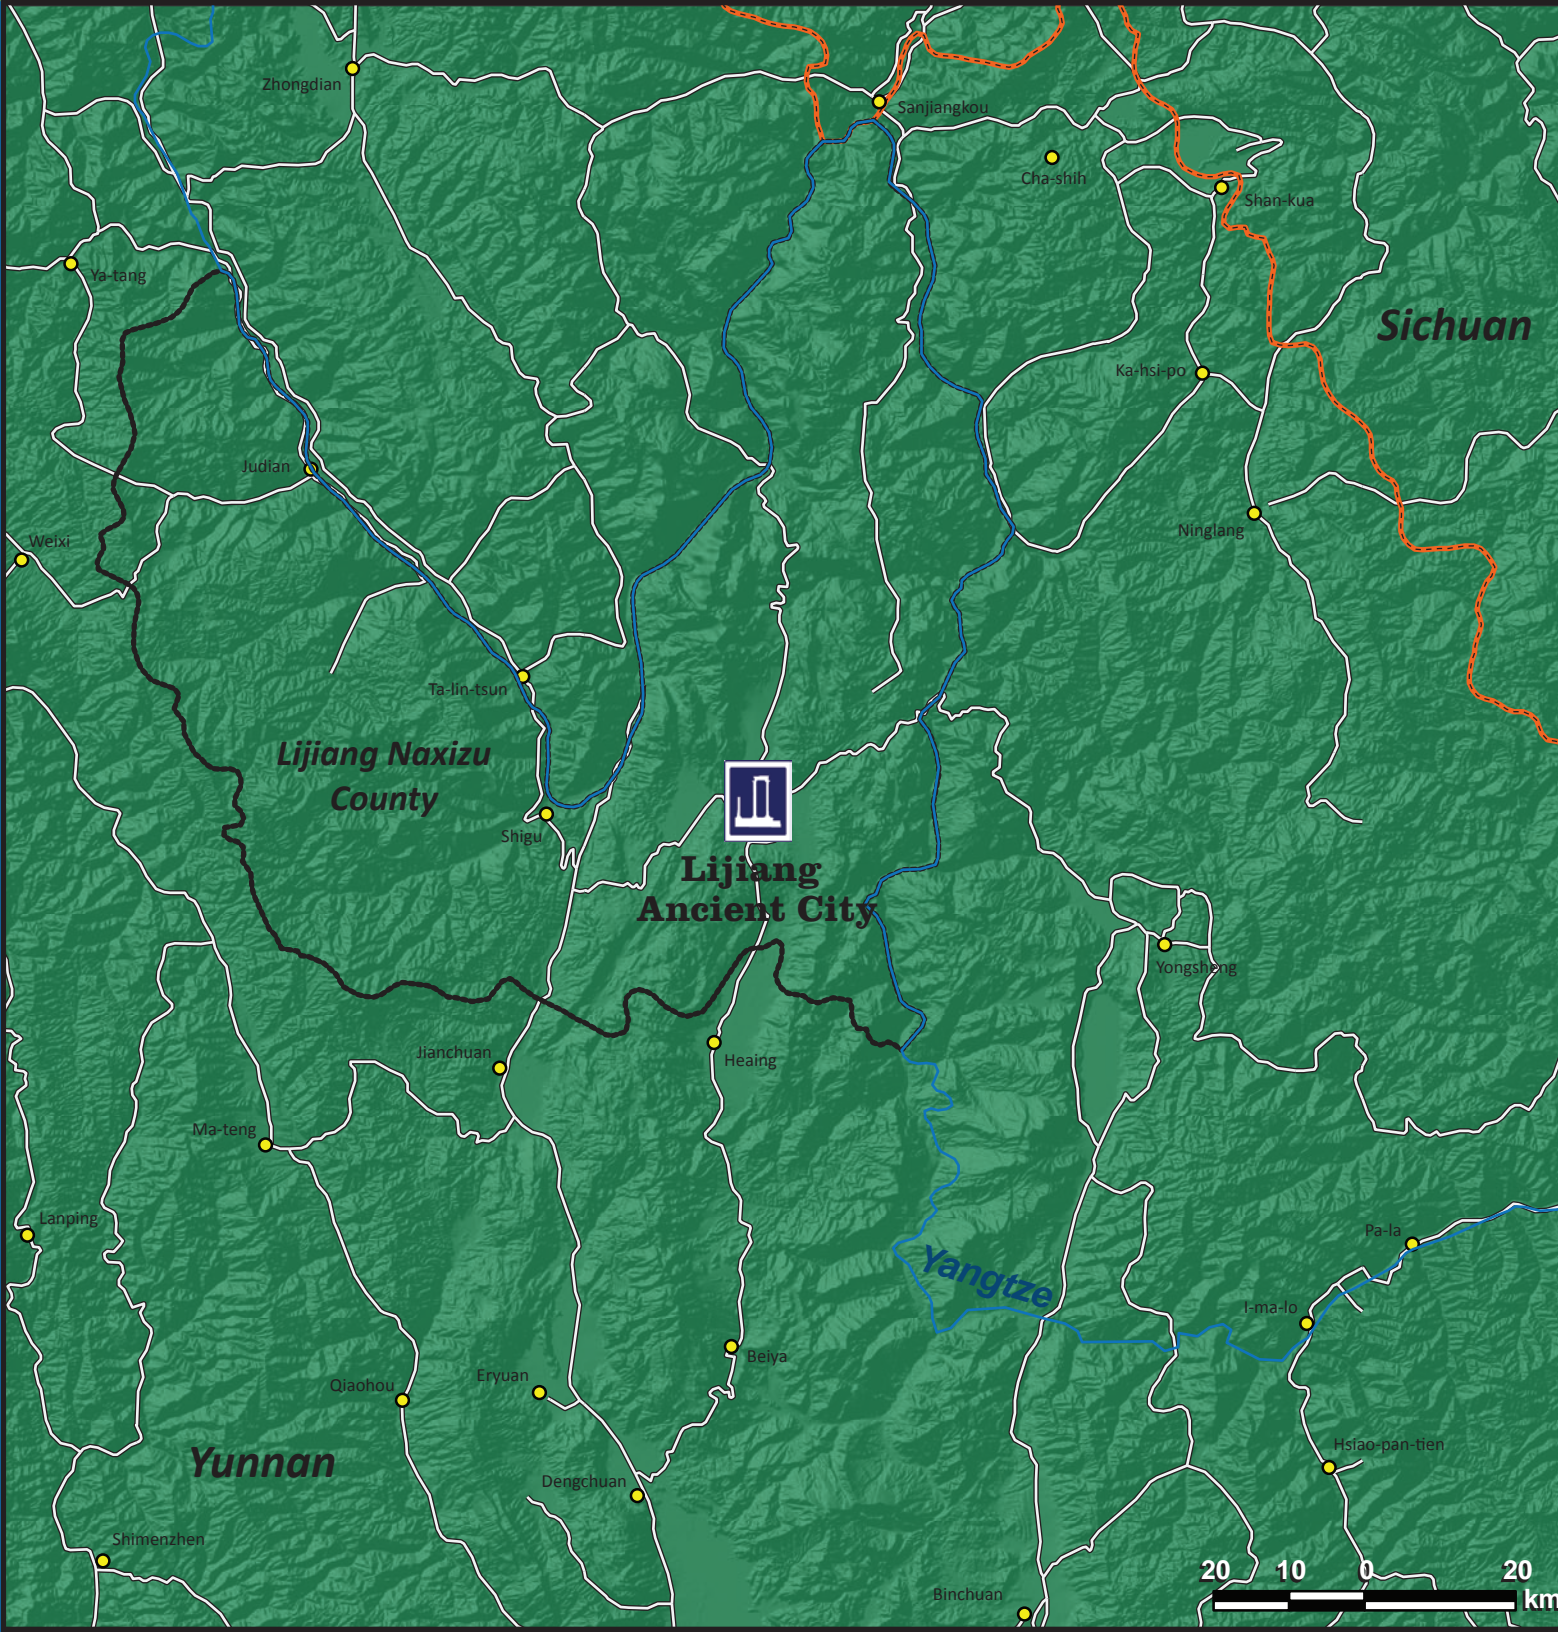 Zhongdian
Sanjiangkou
Cha-shih
Shan-kua
Ya-tang
Sichuan
Ka-hsi-po
Judian
Ninglang
Weixi
Ta-lin-tsun
Lijiang Naxizu
County
Shigu
Lijiang
Ancient City
Yongsheng
Jianchuan
Heaing
Ma-teng
Lanping
Pa-la
Yangtze
I-ma-lo
Beiya
Eryuan
Qiaohou
Hsiao-pan-tien
Yunnan
Dengchuan
Shimenzhen
20 10 0 20
km
Binchuan